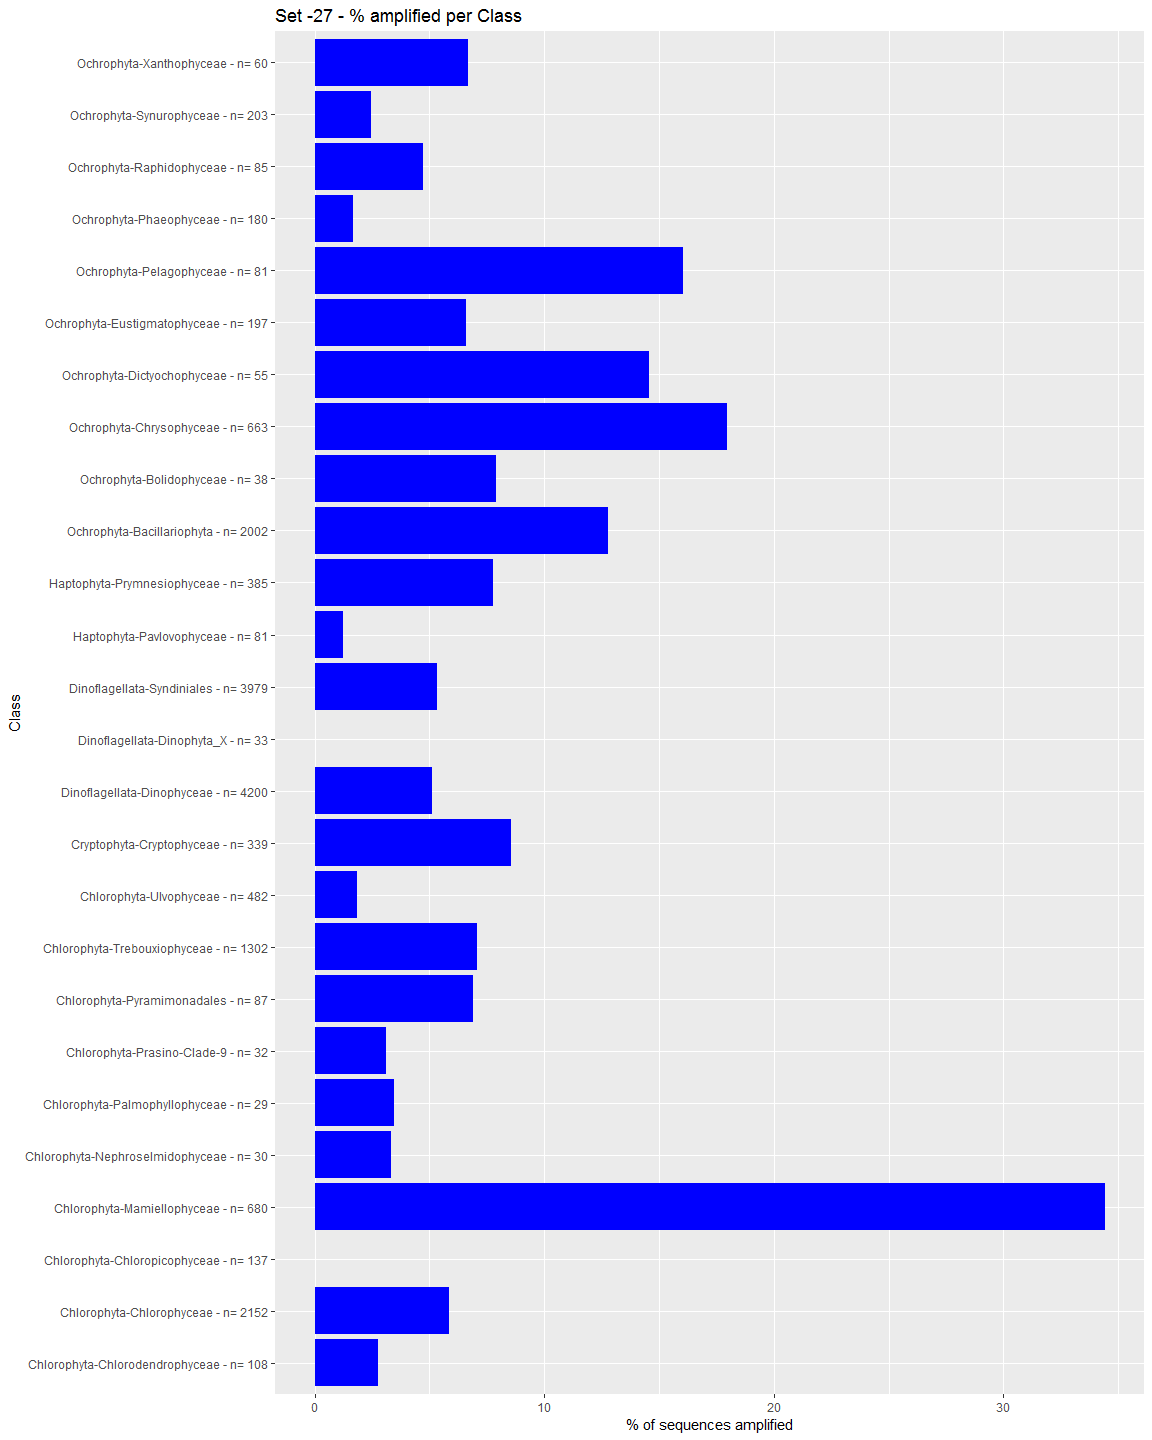 Set -27 - % amplified per Class
Ochrophyta-Xanthophyceae - n= 60
Ochrophyta-Synurophyceae - n= 203
Ochrophyta-Raphidophyceae - n= 85
Ochrophyta-Phaeophyceae - n= 180
Ochrophyta-Pelagophyceae - n= 81
Ochrophyta-Eustigmatophyceae - n= 197
Ochrophyta-Dictyochophyceae - n= 55
Ochrophyta-Chrysophyceae - n= 663
Ochrophyta-Bolidophyceae - n= 38
Ochrophyta-Bacillariophyta - n= 2002
Haptophyta-Prymnesiophyceae - n= 385
Haptophyta-Pavlovophyceae - n= 81
Dinoflagellata-Syndiniales - n= 3979
Dinoflagellata-Dinophyta_X - n= 33
Dinoflagellata-Dinophyceae - n= 4200
Cryptophyta-Cryptophyceae - n= 339
Chlorophyta-Ulvophyceae - n= 482
Chlorophyta-Trebouxiophyceae - n= 1302
Chlorophyta-Pyramimonadales - n= 87
Chlorophyta-Prasino-Clade-9 - n= 32
Chlorophyta-Palmophyllophyceae - n= 29
Chlorophyta-Nephroselmidophyceae - n= 30
Chlorophyta-Mamiellophyceae - n= 680
Chlorophyta-Chloropicophyceae - n= 137
Chlorophyta-Chlorophyceae - n= 2152
Chlorophyta-Chlorodendrophyceae - n= 108
Class
0 10 20 30
% of sequences amplified